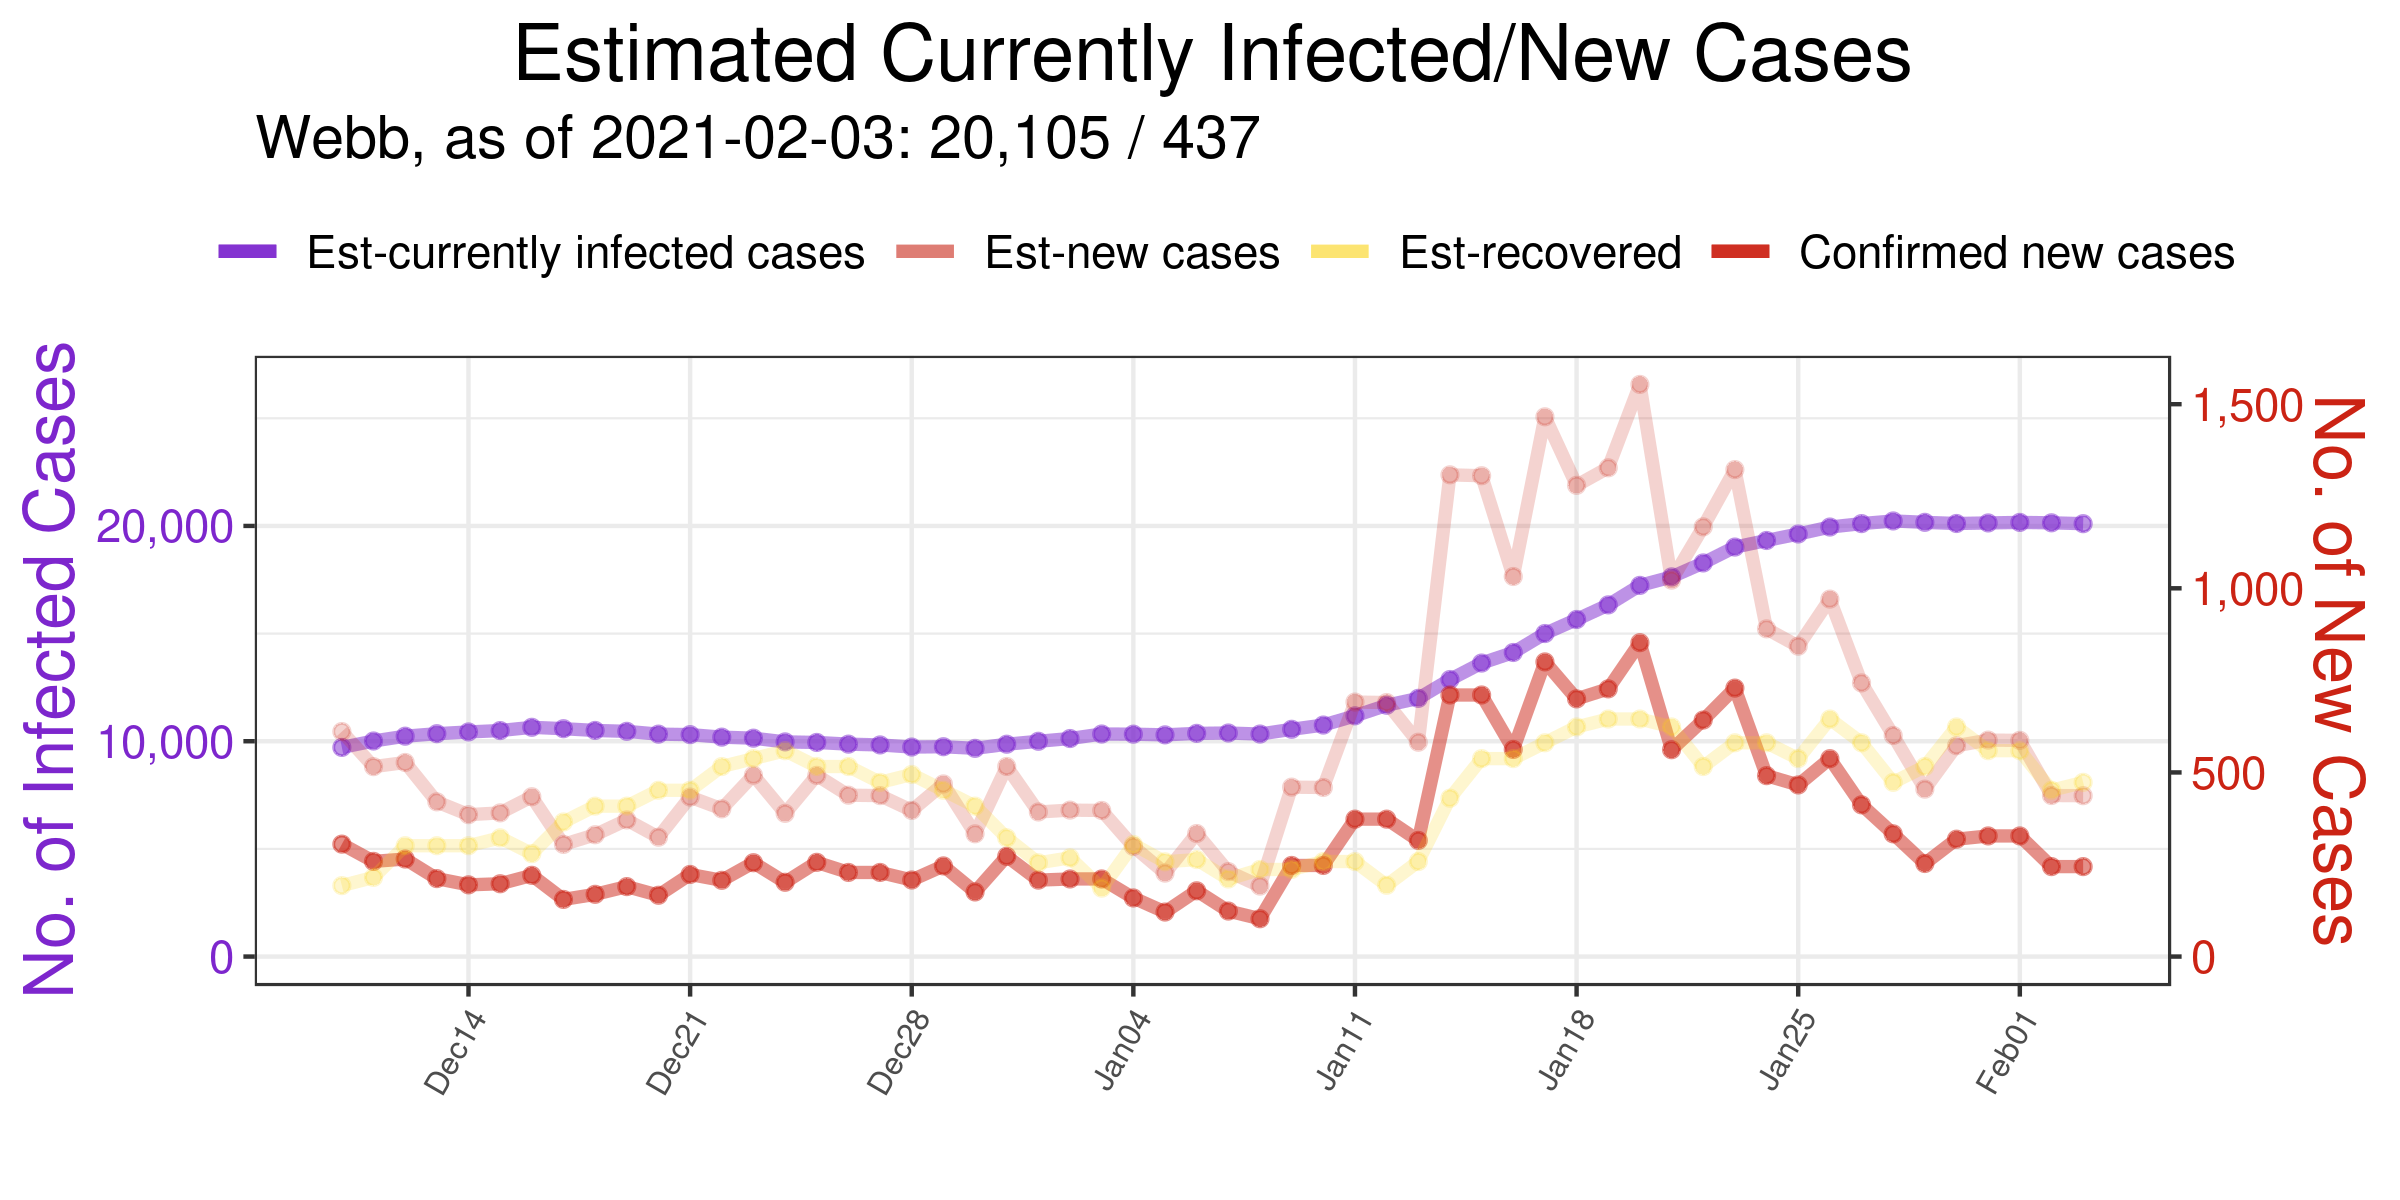 Estimated Currently Infected/New Cases
Webb, as of 2021-02-03: 20,105 / 437
Est-currently infected cases Est-new cases Est-recovered Confirmed new cases
No. of Infected Cases
20,000
10,000
0
1,500
1,000
500
0
No. of New Cases
Dec14 Dec21 Dec28 Jan04 Jan11 Jan18 Jan25 Feb01